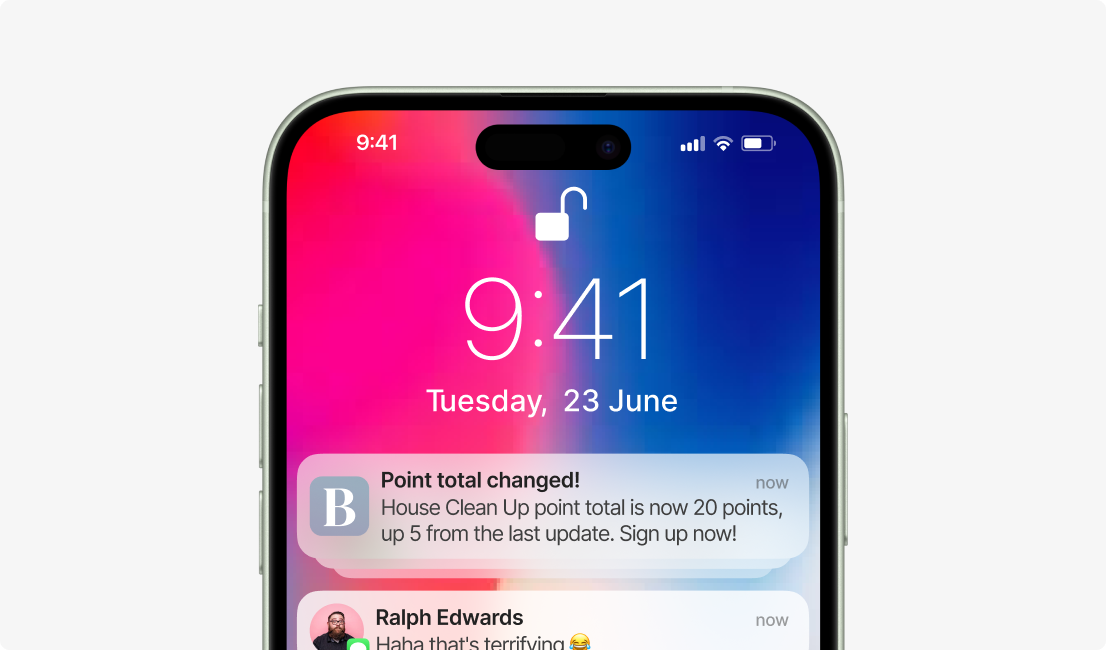 9:41
9:41
Tuesday, 23 June
Point total changed!
now
House Clean Up point total is now 20 points,
up 5 from the last update. Sign up now!
B
Ralph Edwards
now
Haha that's terrifying 😂